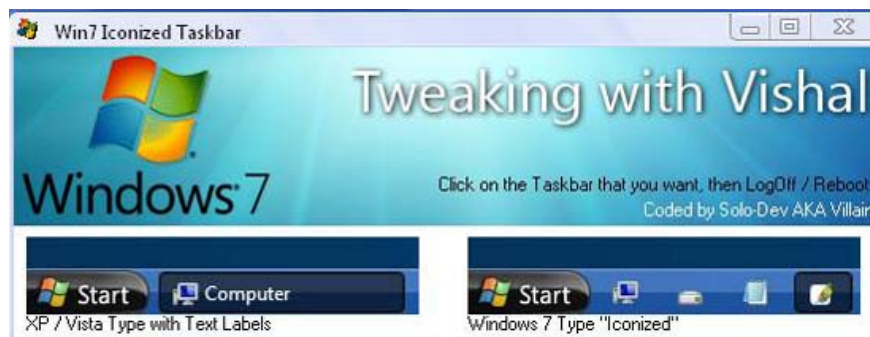 Win7 Iconized Taskbar
Tweaking with Vishal
Windows 7
Click on the Taskbar that you want, then LogOff / Reboot
Coded by Solo-Dev AKA Villain
Start
Computer
Start
XP / Vista Type with Text Labels
Windows 7 Type "Iconized"